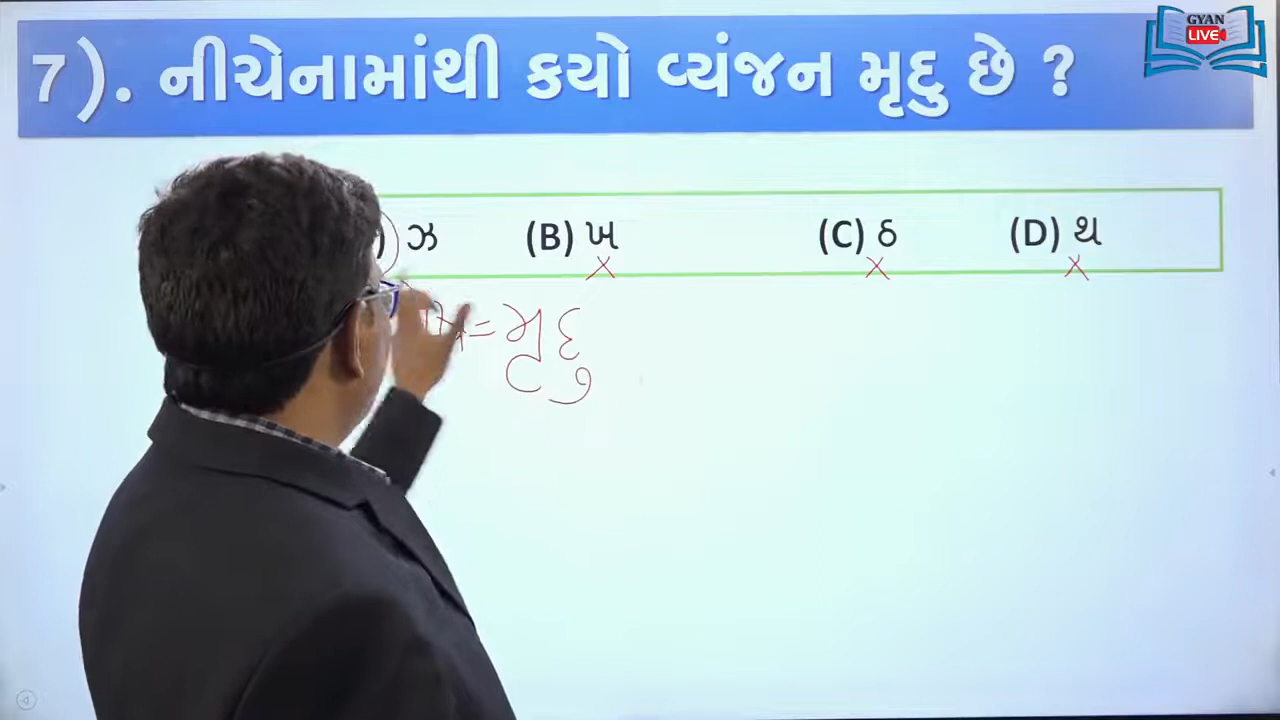 GYAN
LIVE
7). નીચેનામાંથી કયો વ્યંજન મૃદુ છે ?
) ઝ (B) ખ (C) ઠ (D) થ
X X X
= મૃદુ